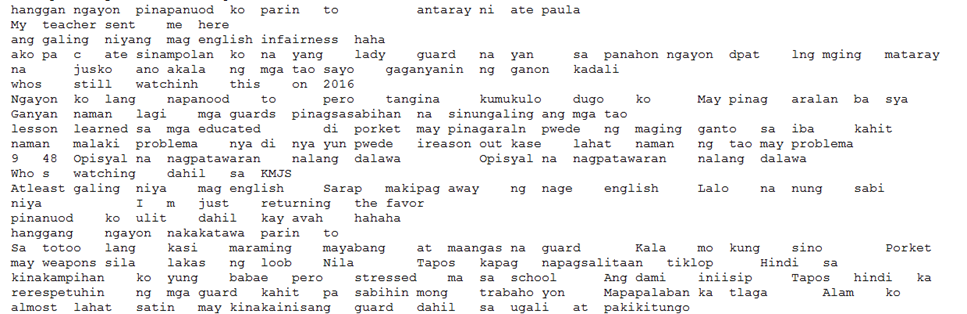 hanggan ngayon pinapanuod ko parin to antaray ni ate paula
My teacher sent me here
ang galing niyang mag english infairness haha
ako pa c ate sinampolan ko na yang lady guard na yan sa panahon ngayon dpat lng mging mataray
na jusko ano akala ng mga tao sayo gaganyanin ng ganon kadali
whos still watchinh this on 2016
Ngayon ko lang napanood to pero tangina kumukulo dugo ko May pinag aralan ba sya
Ganyan naman lagi mga guards pinagsasabihan na sinungaling ang mga tao
lesson learned sa mga educated di porket may pinagaraln pwede ng maging ganto sa iba kahit
naman malaki problema nya di nya yun pwede ireason out kase lahat naman ng tao may problema
9 48 Opisyal na nagpatawaran nalang dalawa Opisyal na nagpatawaran nalang dalawa
Who s watching dahil sa KMJS
Atleast galing niya mag english Sarap makipag away ng nage english Lalo na nung sabi
niya I m just returning the favor
pinanuod ko ulit dahil kay avah hahaha
hanggang ngayon nakakatawa parin to
Sa totoo lang kasi maraming mayabang at maangas na guard Kala mo kung sino Porket
may weapons sila lakas ng loob Nila Tapos kapag napagsalitaan tiklop Hindi sa
kinakampihan ko yung babae pero stressed ma sa school Ang dami iniisip Tapos hindi ka
rerespetuhin ng mga guard kahit pa sabihin mong trabaho yon Mapapalaban ka tlaga Alam ko
almost lahat satin may kinakainisang guard dahil sa ugali at pakikitungo